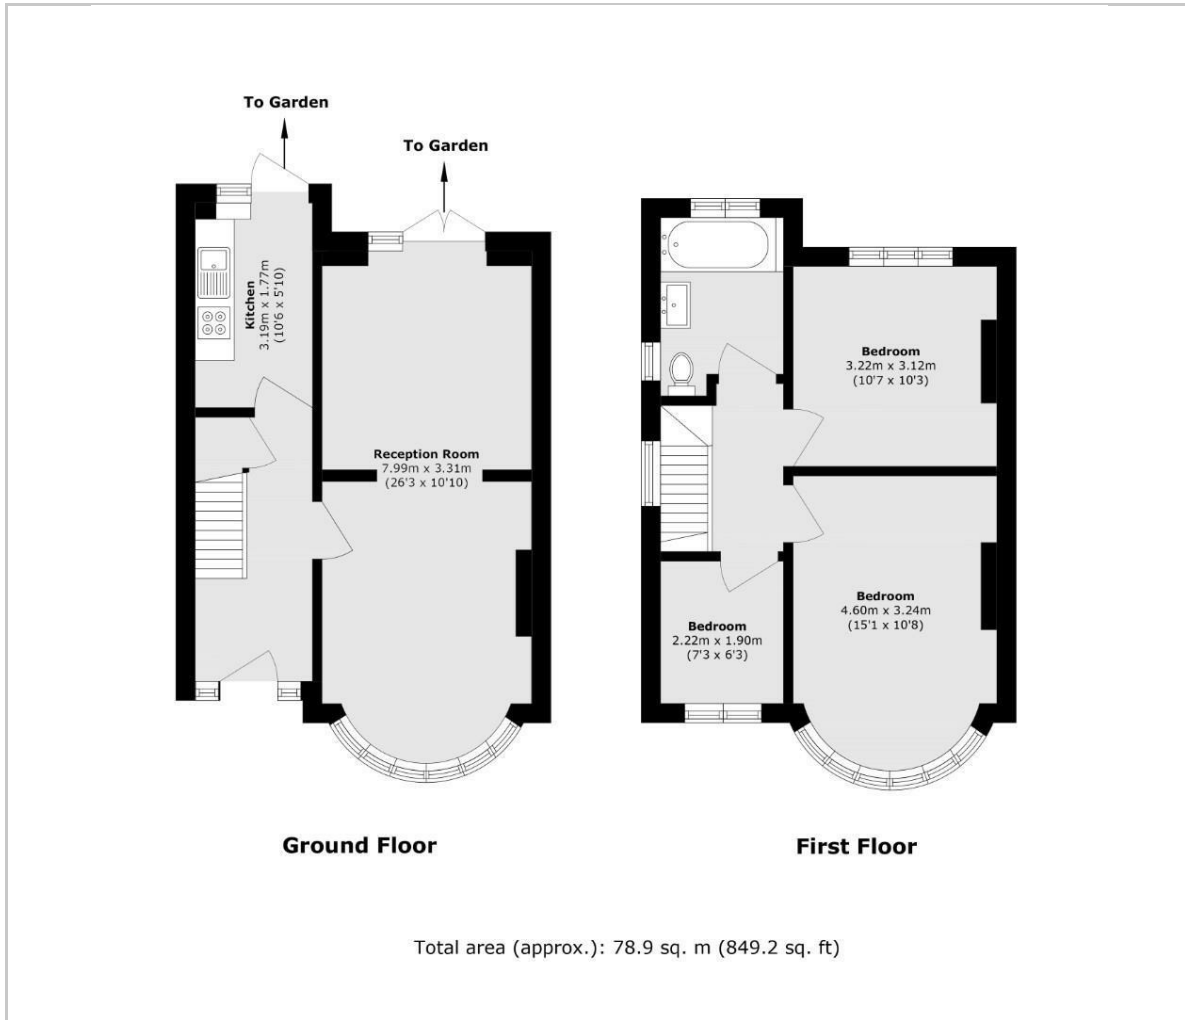 To Garden
To Garden
Kitchen
3.19m x 1.77m
(10'6 x 5'10)
Reception Room
7.99m x 3.31m
(26'3 x 10'10)
Bedroom
3.22m x 3.12m
(10'7 x 10'3)
Bedroom
4.60m x 3.24m
(15'1 x 10'8)
Bedroom
2.22m x 1.90m
(7'3 x 6'3)
Ground Floor
First Floor
Total area (approx.): 78.9 sq. m (849.2 sq. ft)